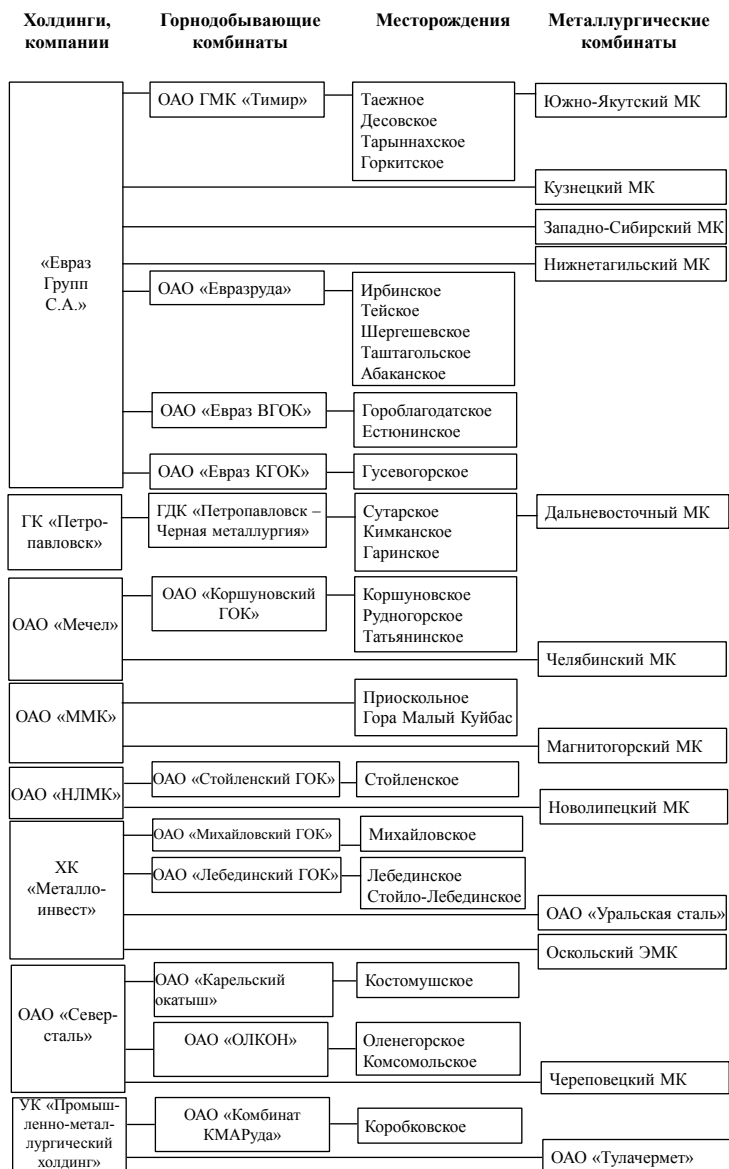 Холдинги,
компании
Горнодобывающие
комбинаты
Месторождения
Металлургические
комбинаты
«Евраз
Групп
С.А.»
ОАО ГМК «Тимир»
Таежное
Десовское
Тарыннахское
Горкитское
Южно-Якутский МК
Кузнецкий МК
Западно-Сибирский МК
Нижнетагильский МК
ОАО «Евразруда»
Ирбинское
Тейское
Шергешевское
Таштагольское
Абаканское
ОАО «Евраз ВГОК»
Гороблагодатское
Естюнинское
ОАО «Евраз КГОК»
Гусевогорское
ГК «Петро-
павловск»
ГДК «Петропавловск –
Черная металлургия»
Сутарское
Кимканское
Гаринское
Дальневосточный МК
ОАО «Мечел»
ОАО «Коршуновский
ГОК»
Коршуновское
Рудногорское
Татьянинское
Челябинский МК
ОАО «ММК»
Приоскольное
Гора Малый Куйбас
Магнитогорский МК
ОАО «НЛМК»
ОАО «Стойленский ГОК»
Стойленское
Новолипецкий МК
ХК
«Металло-
инвест»
ОАО «Михайловский ГОК»
Михайловское
ОАО «Лебединский ГОК»
Лебединское
Стойло-Лебединское
ОАО «Уральская сталь»
Оскольский ЭМК
ОАО «Север-
сталь»
ОАО «Карельский
окатыш»
Костомушское
ОАО «ОЛКОН»
Оленегорское
Комсомольское
Череповецкий МК
УК «Промыш-
ленно-метал-
лургический
холдинг»
ОАО «Комбинат
КМАРуда»
Коробковское
ОАО «Тулачермет»